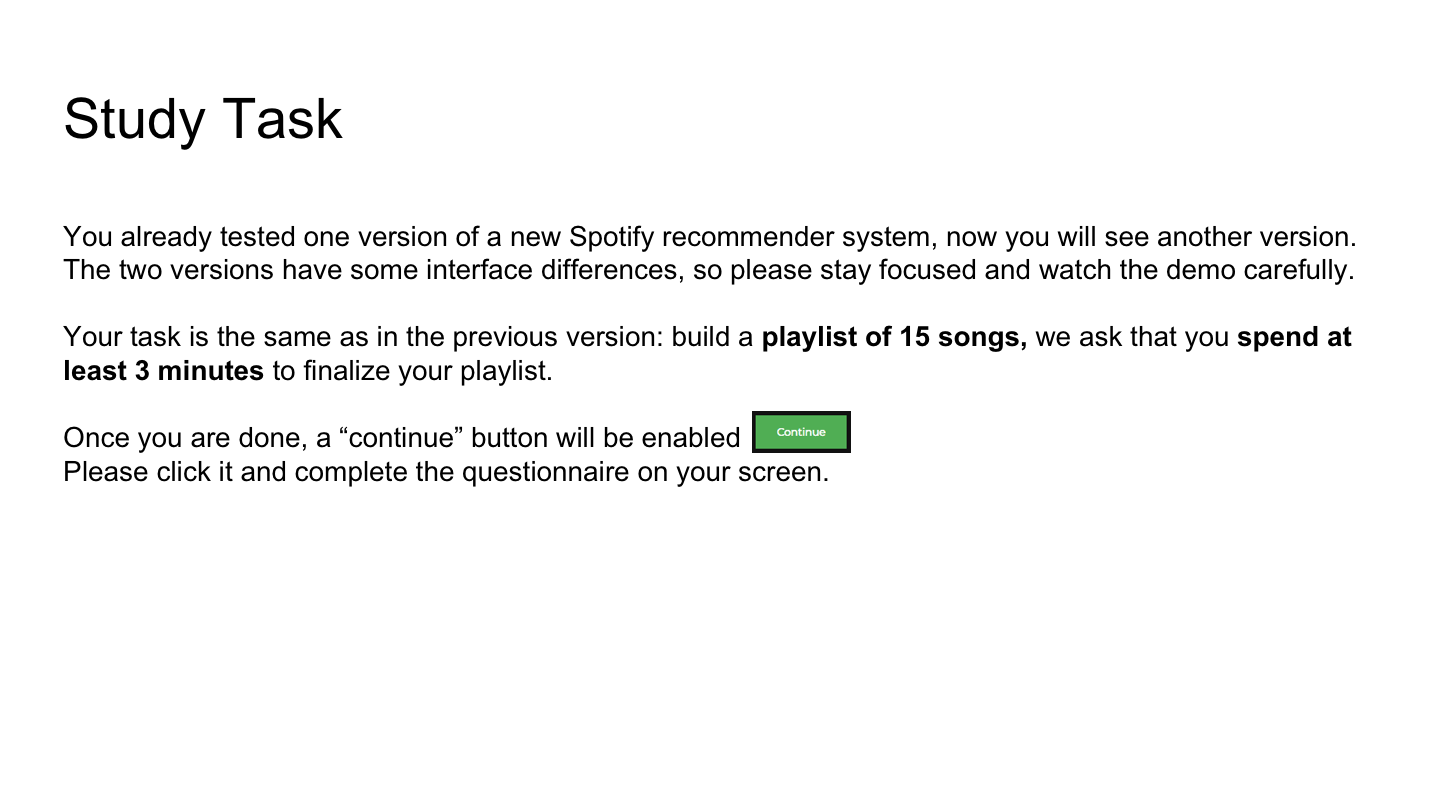 Study Task
You already tested one version of a new Spotify recommender system, now you will see another version.
The two versions have some interface differences, so please stay focused and watch the demo carefully.
Your task is the same as in the previous version: build a playlist of 15 songs, we ask that you spend at
least 3 minutes to finalize your playlist.
Once you are done, a “continue” button will be enabled Continue
Please click it and complete the questionnaire on your screen.